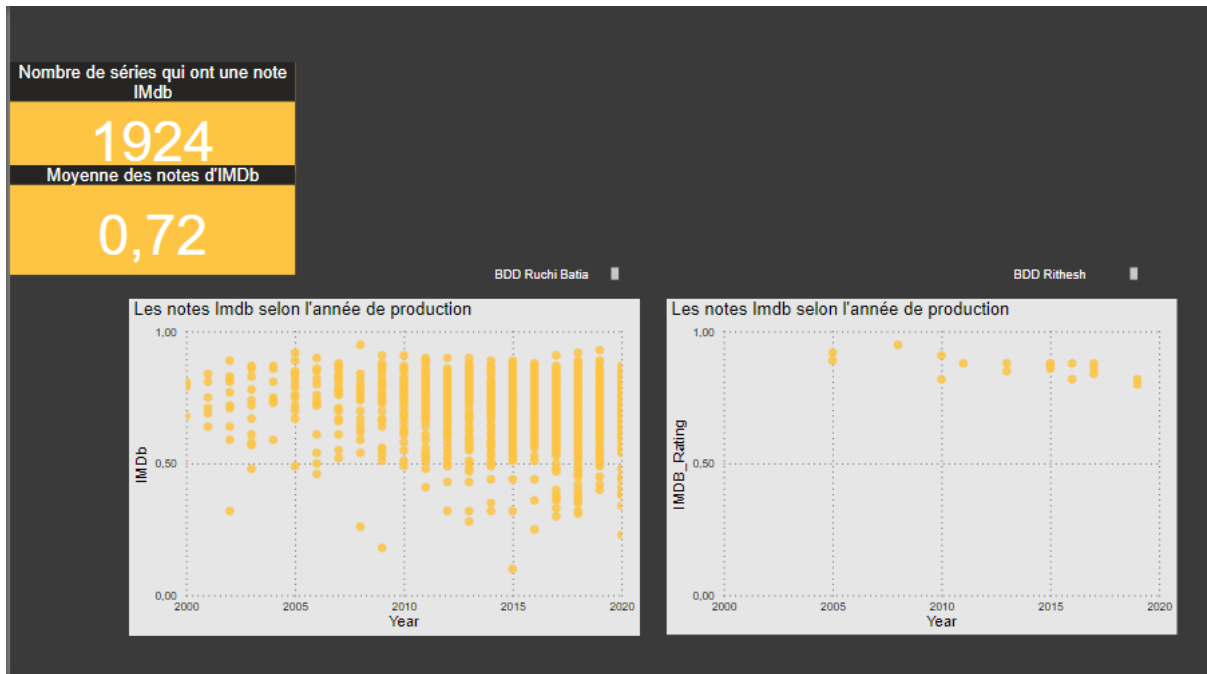 Nombre de séries qui ont une note
IMdb
1924
Moyenne des notes d'IMDb
0,72
BDD Ruchi Batia
BDD Rithesh
Les notes Imdb selon l'année de production
1,00
0,50
0,00
IMDb
2000 2005 2010 2015 2020
Year
Les notes Imdb selon l'année de production
1,00
0,50
0,00
IMDB_Rating
2000 2005 2010 2015 2020
Year